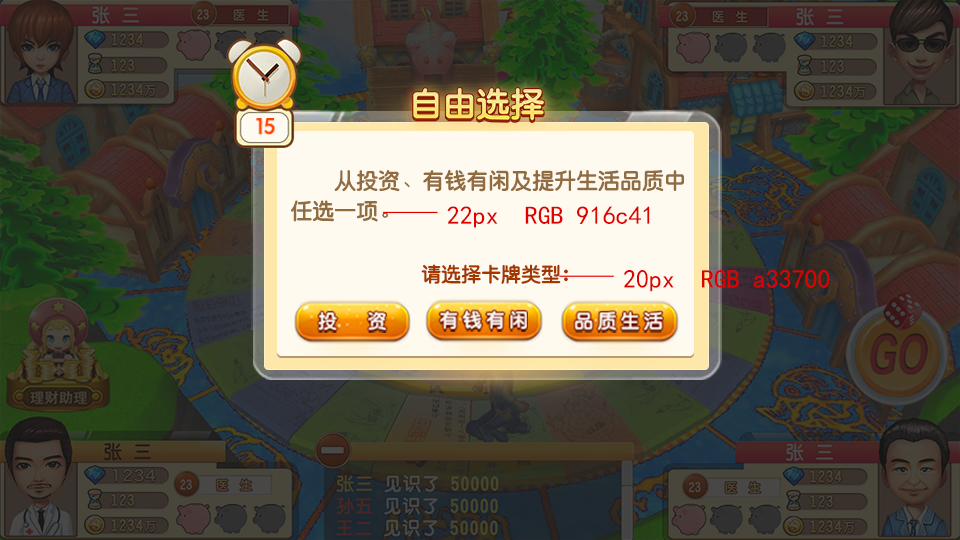 张 三
23 医 生
1234
123
1234万
23 医 生
张 三
1234
123
1234万
自由选择
15
从投资、有钱有闲及提升生活品质中
任选一项。 22px RGB 916c41
请选择卡牌类型: 20px RGB a33700
投 资
有钱有闲
品质生活
GO
理财助理
张 三
1234
123
1234万
23 医 生
张三 见识了 50000
孙五 见识了 50000
王二 见识了 50000
张 三
23 医 生
1234
123
1234万